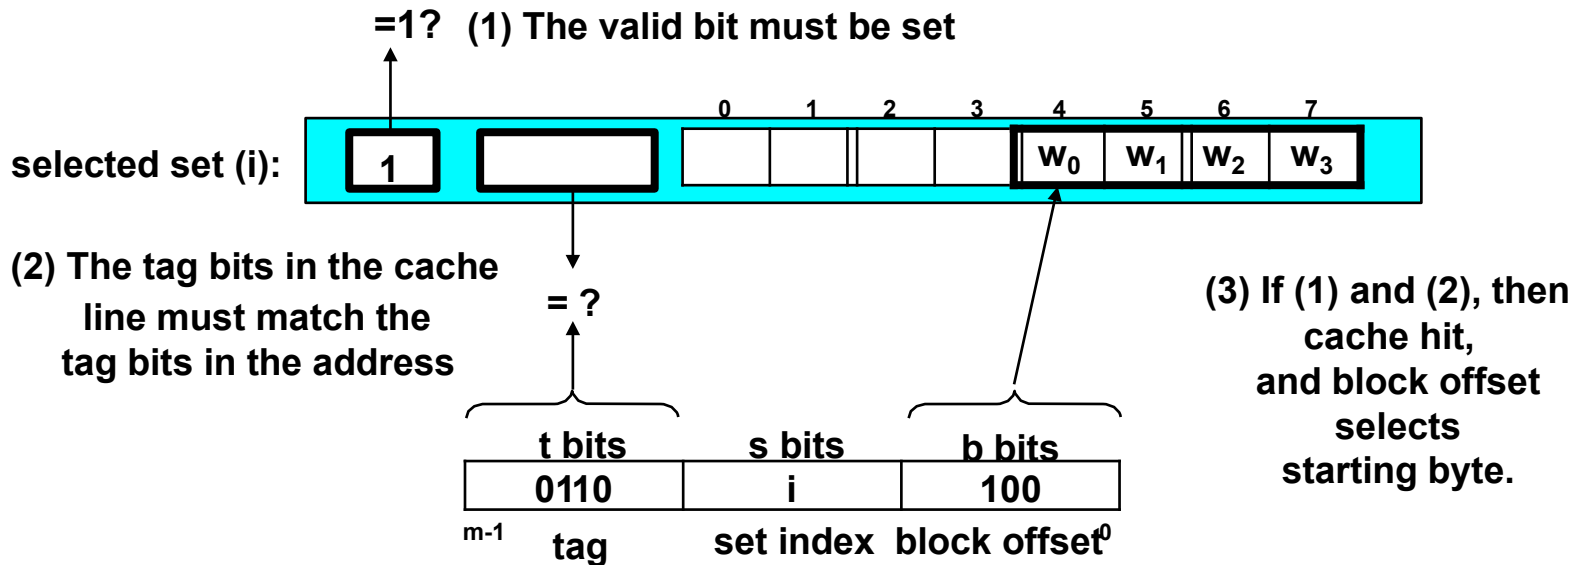 =1? (1) The valid bit must be set
0 1 2 3 4 5 6 7
selected set (i): 1 w0 w1 w2 w3
(2) The tag bits in the cache
line must match the
tag bits in the address
= ?
(3) If (1) and (2), then
cache hit,
and block offset
selects
starting byte.
t bits s bits b bits
0110 i 100
m-1 tag set index block offset 0